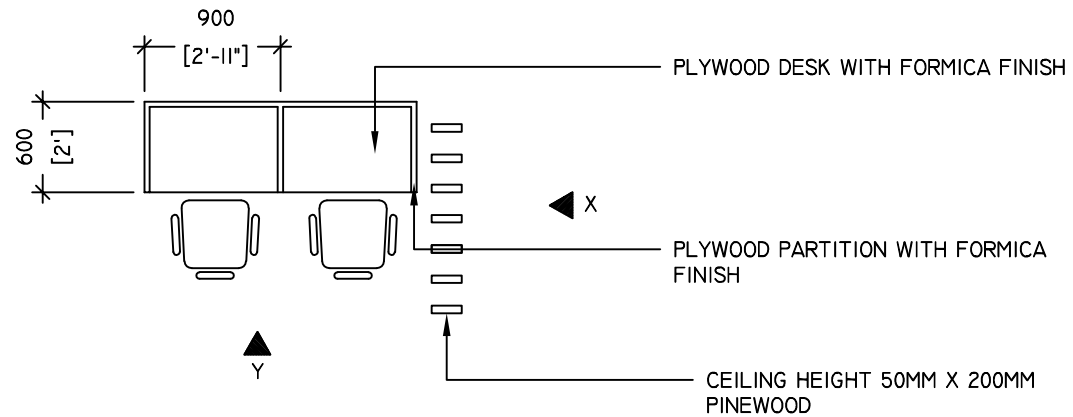 900
[2'-11"]
PLYWOOD DESK WITH FORMICA FINISH
600
[2']
X
PLYWOOD PARTITION WITH FORMICA
FINISH
Y
CEILING HEIGHT 50MM X 200MM
PINEWOOD